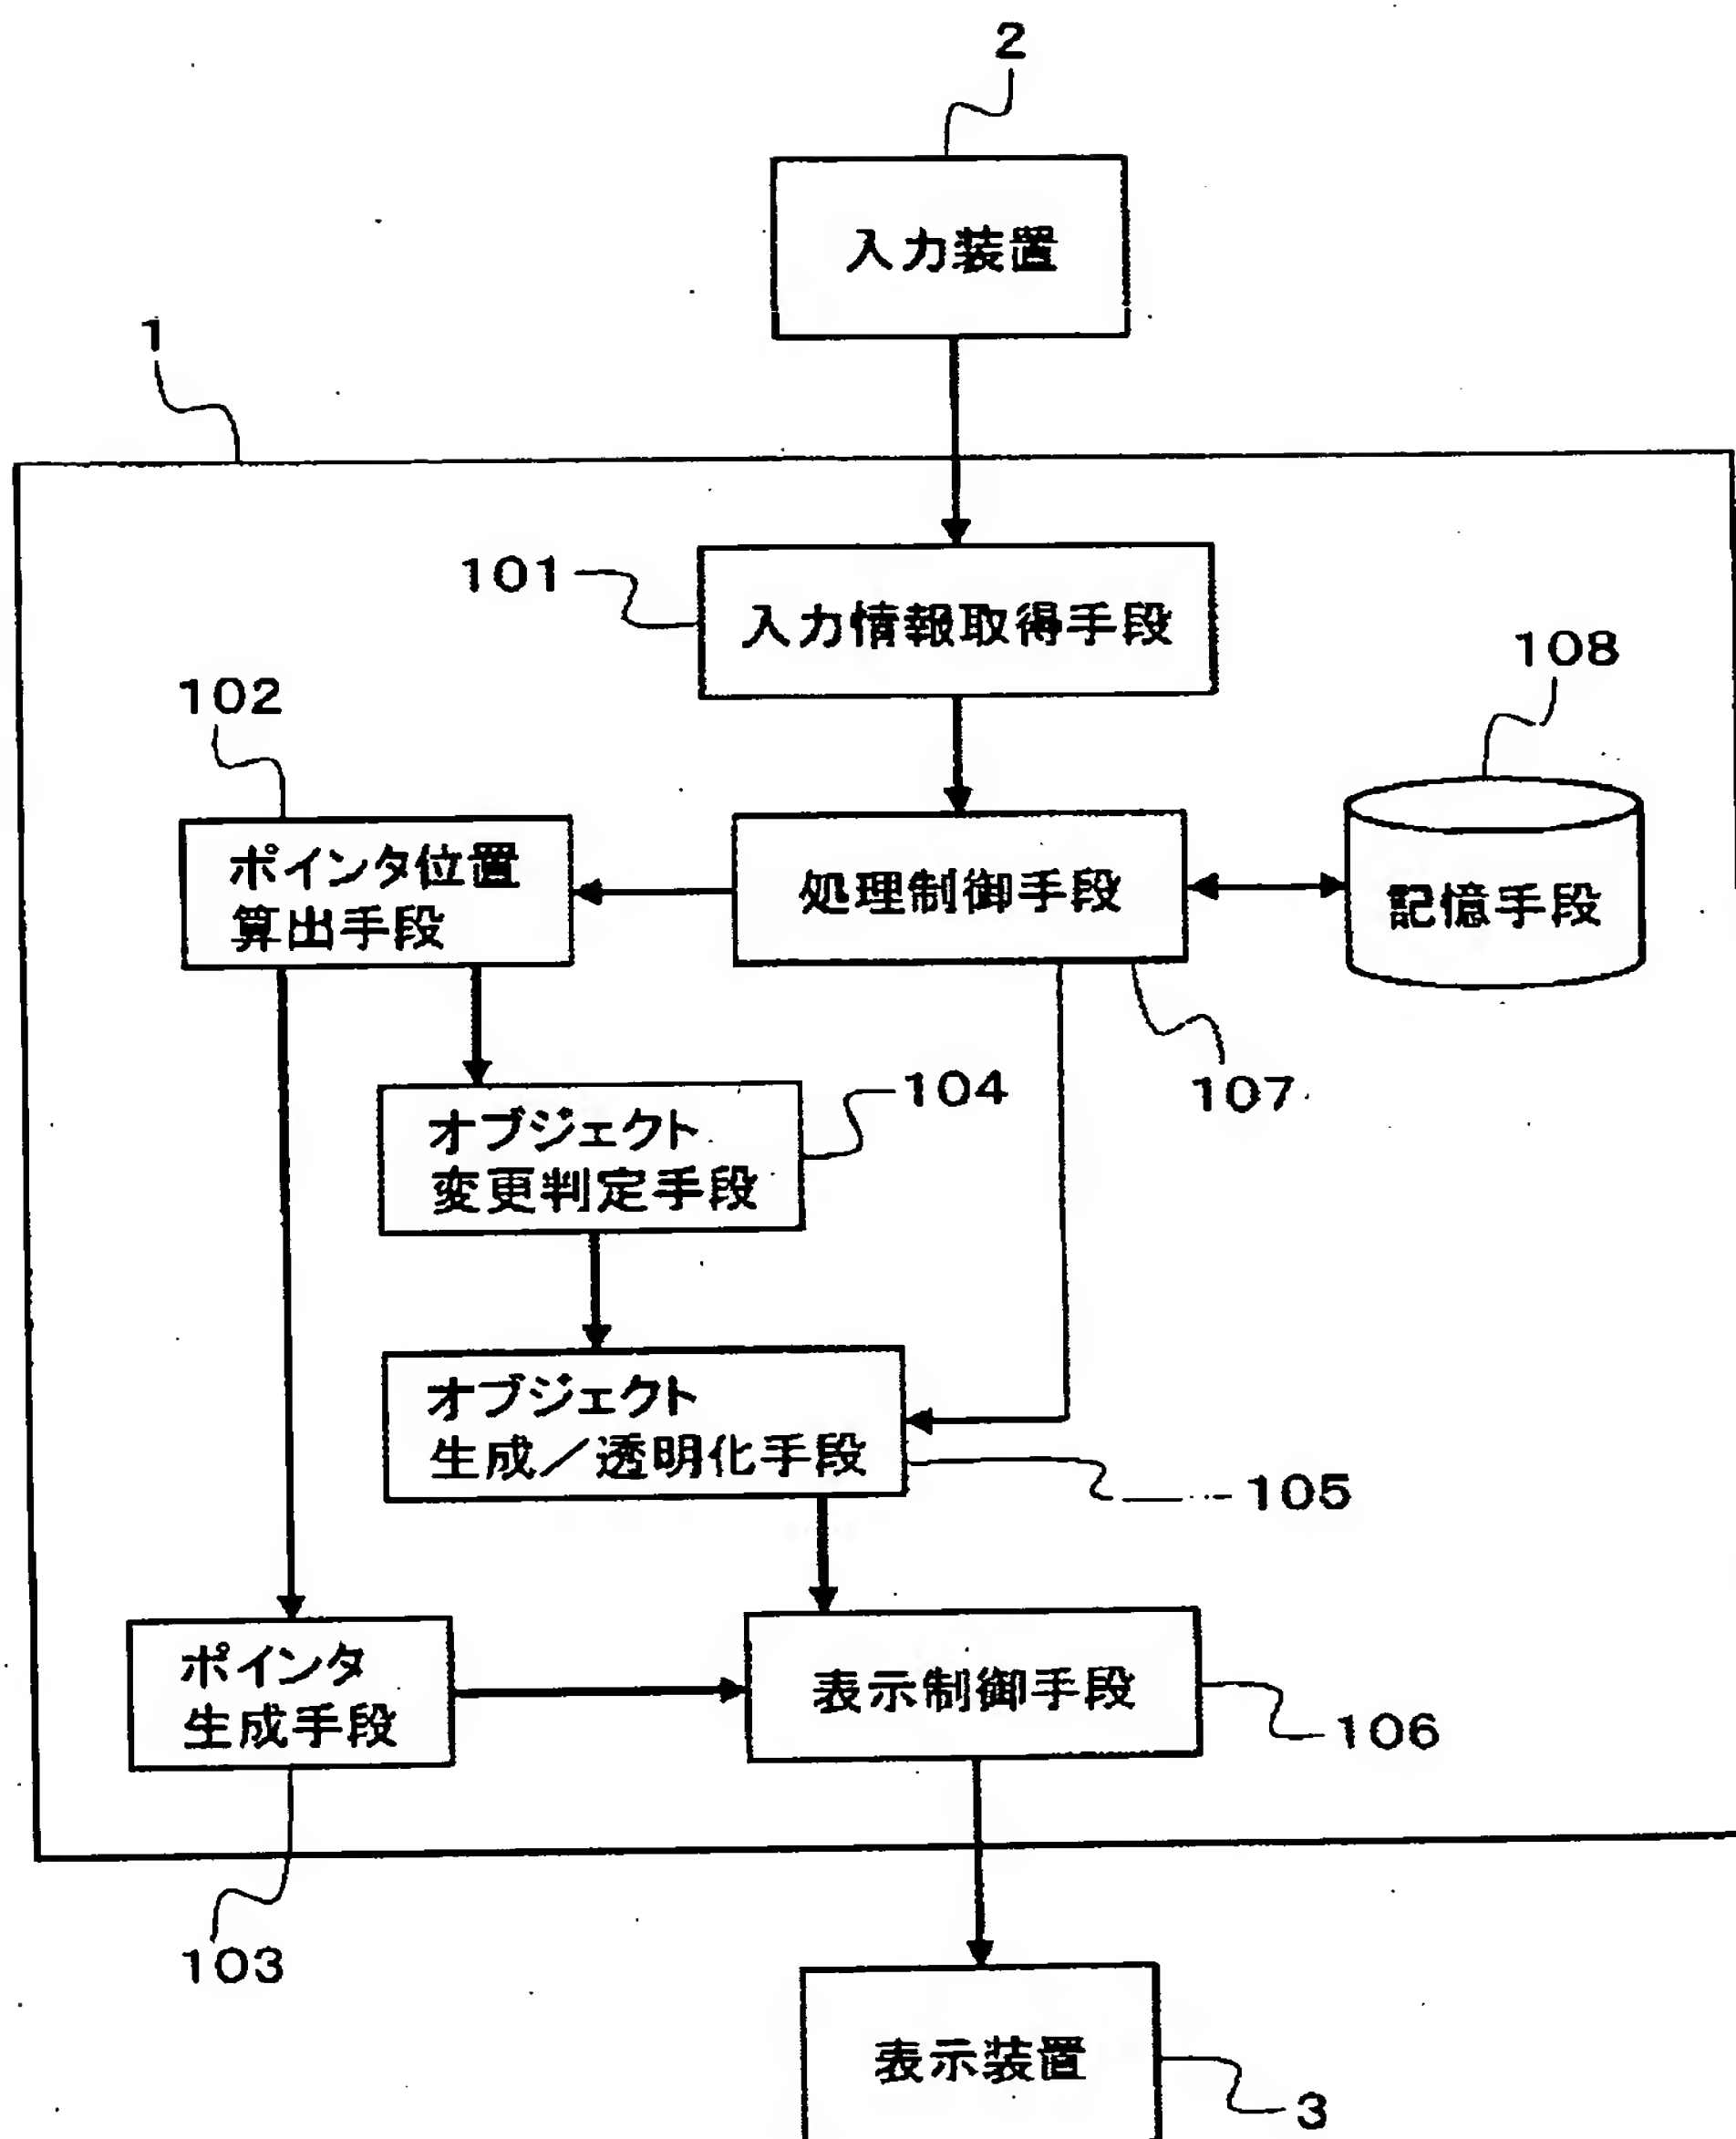 2
入力装置
1
101
入力情報取得手段
108
102
ポインタ位置
算出手段
処理制御手段
記憶手段
107
104
オブジェクト
変更判定手段
オブジェクト
生成／透明化手段
105
ポインタ
生成手段
表示制御手段
106
103
表示装置
3